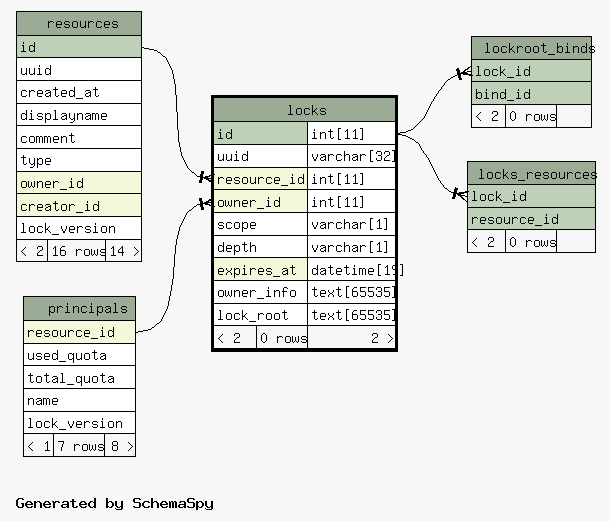 resources
id
uuid
created_at
displayname
comment
type
owner_id
creator_id
lock_version
< 2 16 rows 14 >
principals
resource_id
used_quota
total_quota
name
lock_version
< 1 7 rows 8 >
locks
id int[11]
uuid varchar[32]
resource_id int[11]
owner_id int[11]
scope varchar[1]
depth varchar[1]
expires_at datetime[19]
owner_info text[65535]
lock_root text[65535]
< 2 0 rows 2 >
lockroot_binds
lock_id
bind_id
< 2 0 rows
locks_resources
lock_id
resource_id
< 2 0 rows
Generated by SchemaSpy